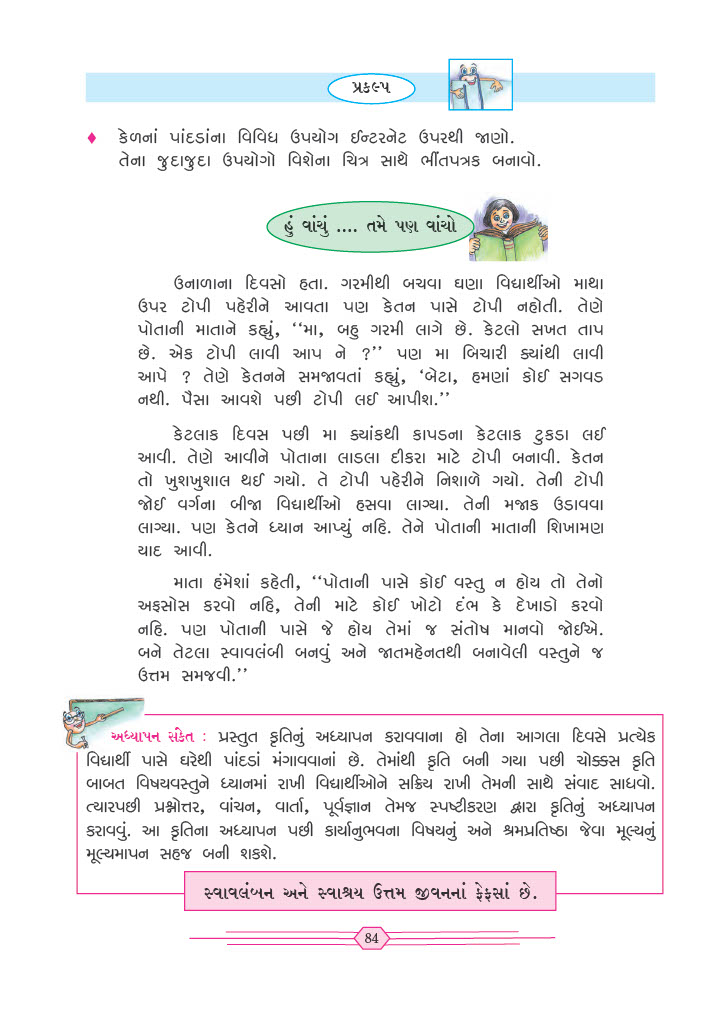 પ્રકલ્પ
♦ કેળનાં પાંદડાંના વિવિધ ઉપયોગ ઈન્ટરનેટ ઉપરથી જાણો.
તેના જુદાજુદા ઉપયોગો વિશેના ચિત્ર સાથે ભીંતપત્રક બનાવો.
હું વાંચું .... તમે પણ વાંચો
ઉનાળાના દિવસો હતા. ગરમીથી બચવા ઘણા વિદ્યાર્થીઓ માથા
ઉપર ટોપી પહેરીને આવતા પણ કેતન પાસે ટોપી નહોતી. તેણે
પોતાની માતાને કહ્યું, ‘‘મા, બહુ ગરમી લાગે છે. કેટલો સખત તાપ
છે. એક ટોપી લાવી આપ ને ?’’ પણ મા બિચારી ક્યાંથી લાવી
આપે ? તેણે કેતનને સમજાવતાં કહ્યું, ‘બેટા, હમણાં કોઈ સગવડ
નથી. પૈસા આવશે પછી ટોપી લઈ આપીશ.’’
કેટલાક દિવસ પછી મા ક્યાંકથી કાપડના કેટલાક ટુકડા લઈ
આવી. તેણે આવીને પોતાના લાડલા દીકરા માટે ટોપી બનાવી. કેતન
તો ખુશખુશાલ થઈ ગયો. તે ટોપી પહેરીને નિશાળે ગયો. તેની ટોપી
જોઈ વર્ગના બીજા વિદ્યાર્થીઓ હસવા લાગ્યા. તેની મજાક ઉડાવવા
લાગ્યા. પણ કેતને ધ્યાન આપ્યું નહિ. તેને પોતાની માતાની શિખામણ
યાદ આવી.
માતા હંમેશાં કહેતી, ‘‘પોતાની પાસે કોઈ વસ્તુ ન હોય તો તેનો
અફસોસ કરવો નહિ, તેની માટે કોઈ ખોટો દંભ કે દેખાડો કરવો
નહિ. પણ પોતાની પાસે જે હોય તેમાં જ સંતોષ માનવો જોઈએ.
બને તેટલા સ્વાવલંબી બનવું અને જાતમહેનતથી બનાવેલી વસ્તુને જ
ઉત્તમ સમજવી.’’
અધ્યાપન સંકેત : પ્રસ્તુત કૃતિનું અધ્યાપન કરાવવાના હો તેના આગલા દિવસે પ્રત્યેક
વિદ્યાર્થી પાસે ઘરેથી પાંદડાં મંગાવવાનાં છે. તેમાંથી કૃતિ બની ગયા પછી ચોક્કસ કૃતિ
બાબત વિષયવસ્તુને ધ્યાનમાં રાખી વિદ્યાર્થીઓને સક્રિય રાખી તેમની સાથે સંવાદ સાધવો.
ત્યારપછી પ્રશ્નોત્તર, વાંચન, વાર્તા, પૂર્વજ્ઞાન તેમજ સ્પષ્ટીકરણ દ્વારા કૃતિનું અધ્યાપન
કરાવવું. આ કૃતિના અધ્યાપન પછી કાર્યાનુભવના વિષયનું અને શ્રમપ્રતિષ્ઠા જેવા મૂલ્યનું
મૂલ્યમાપન સહજ બની શકશે.
સ્વાવલંબન અને સ્વાશ્રય ઉત્તમ જીવનનાં ફેફસાં છે.
84